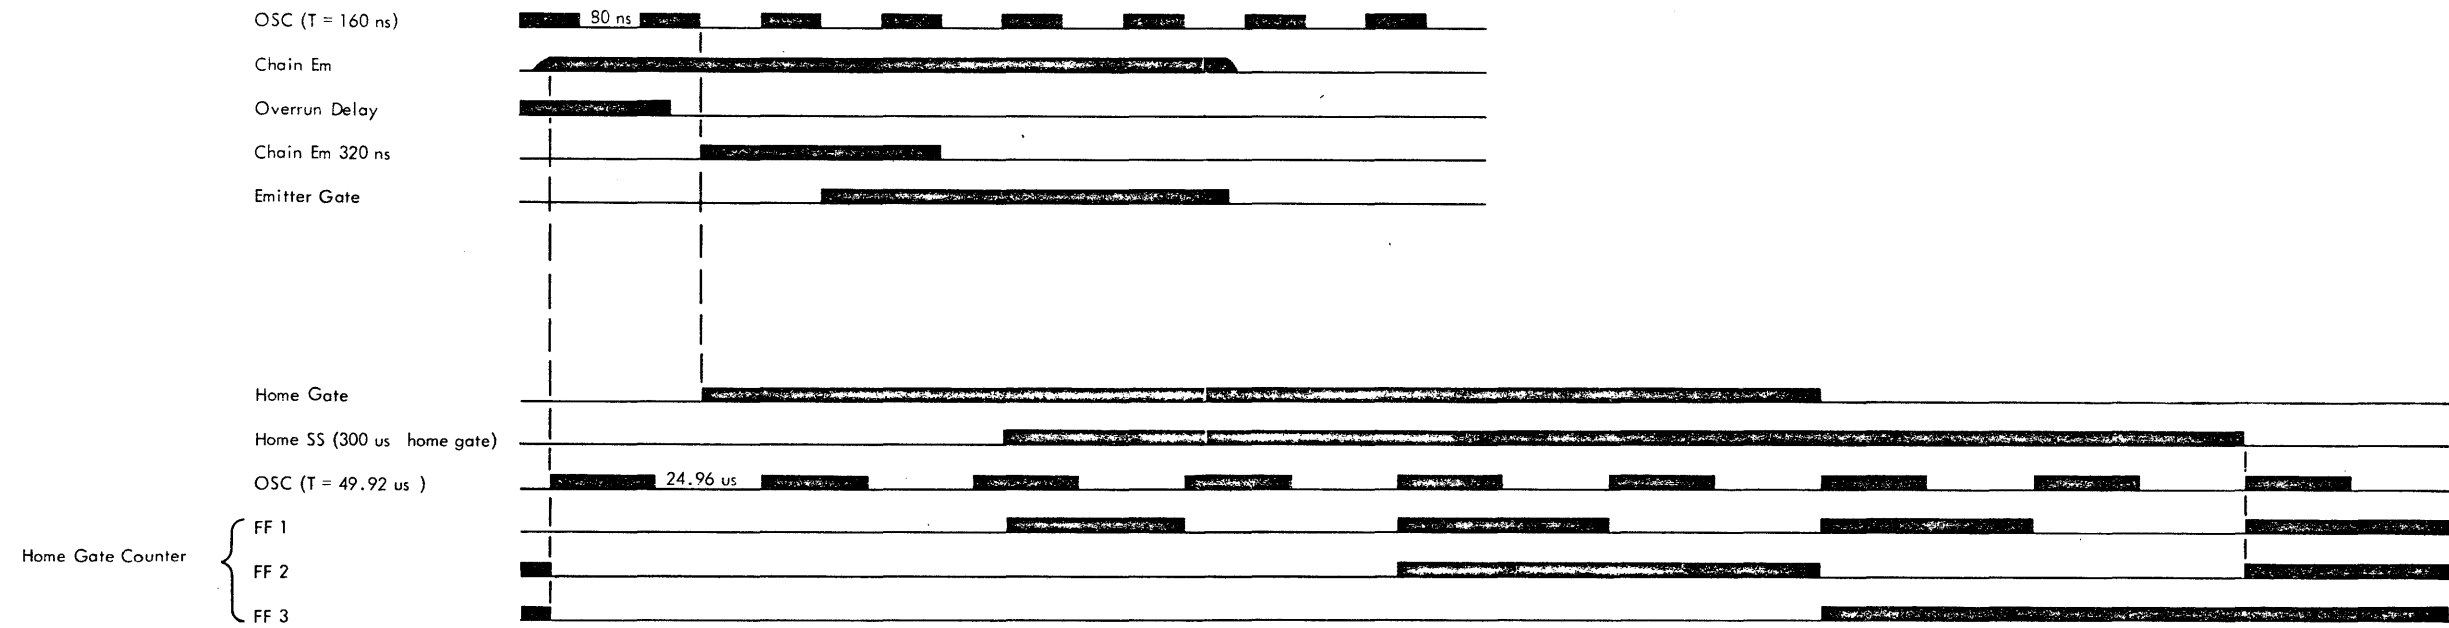 OSC (T = 160 ns)
80 ns
Chain Em
Overrun Delay
Chain Em 320 ns
Emitter Gate
Home Gate
Home SS (300 us home gate)
OSC (T = 49.92 us )
24.96 us
Home Gate Counter
FF 1
FF 2
FF 3